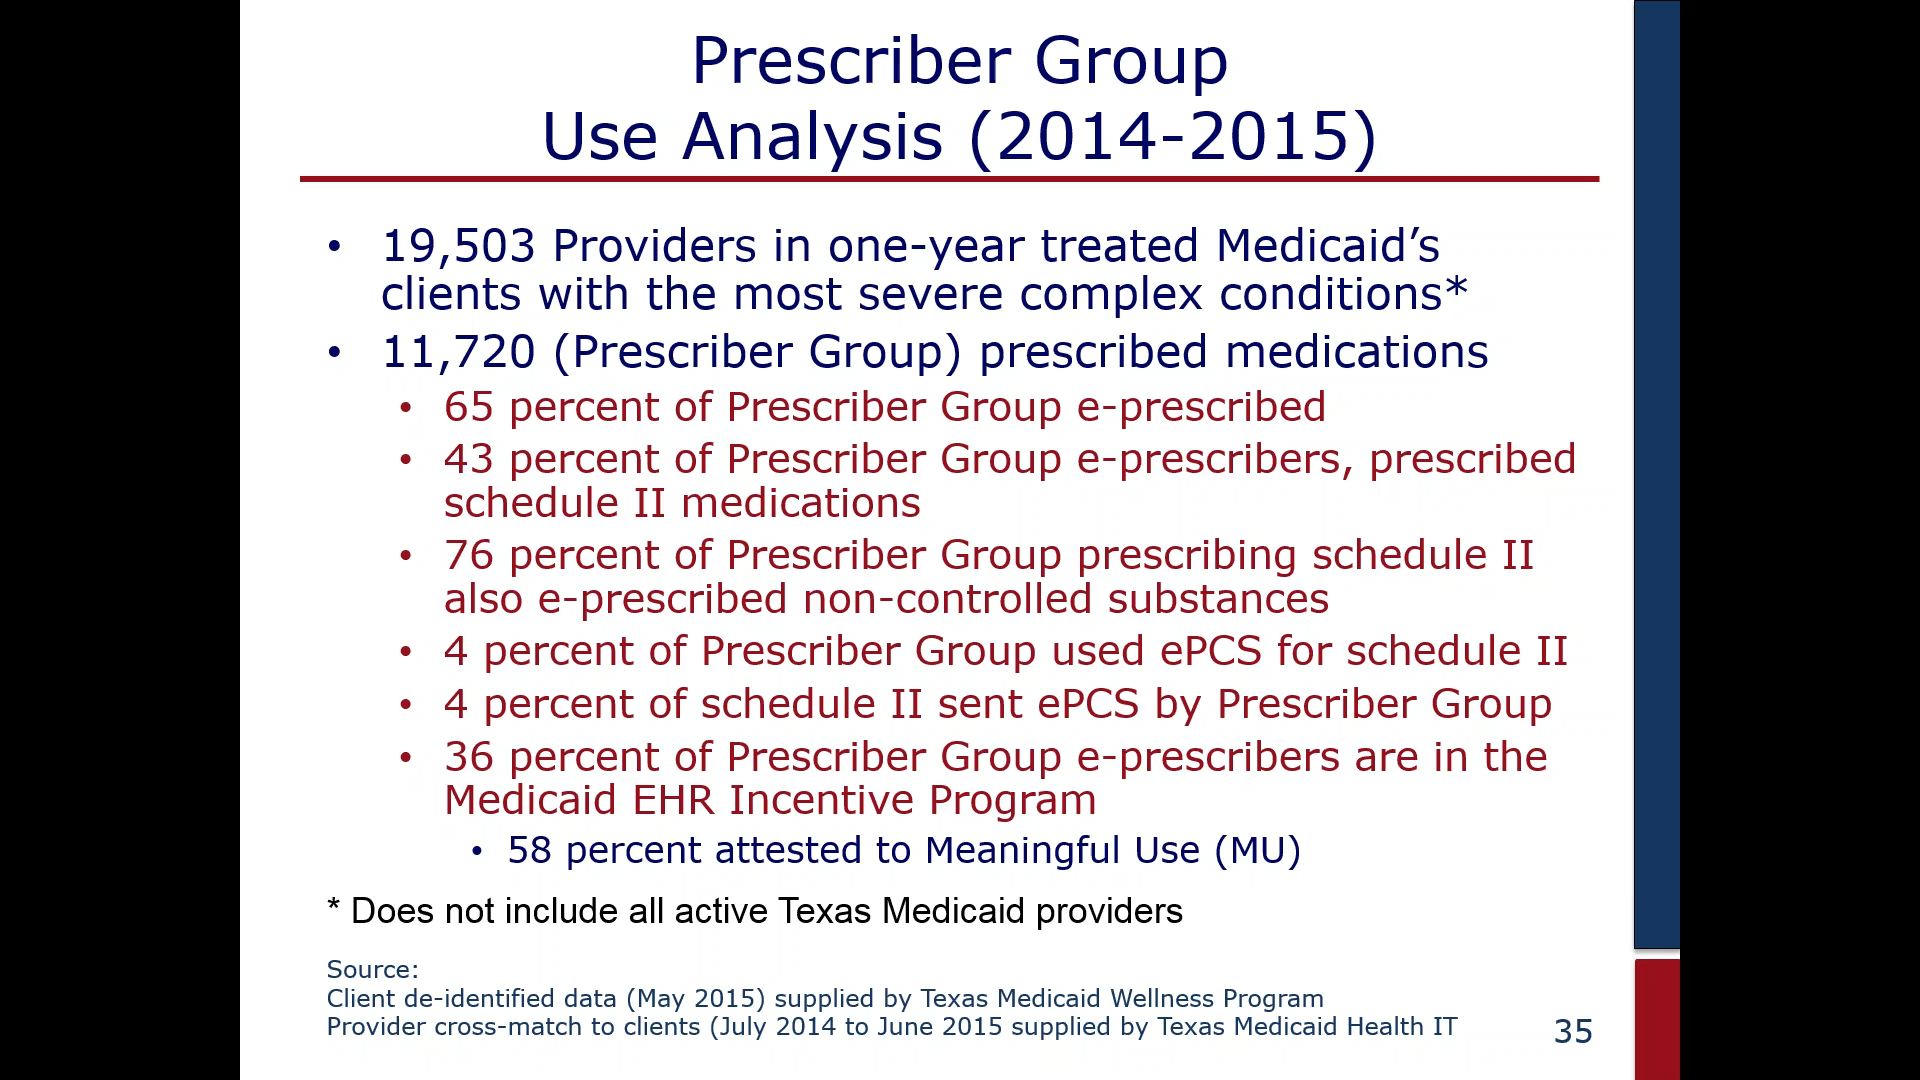 Prescriber Group
Use Analysis (2014-2015)
• 19,503 Providers in one-year treated Medicaid’s
clients with the most severe complex conditions*
• 11,720 (Prescriber Group) prescribed medications
• 65 percent of Prescriber Group e-prescribed
• 43 percent of Prescriber Group e-prescribers, prescribed
schedule II medications
• 76 percent of Prescriber Group prescribing schedule II
also e-prescribed non-controlled substances
• 4 percent of Prescriber Group used ePCS for schedule II
• 4 percent of schedule II sent ePCS by Prescriber Group
• 36 percent of Prescriber Group e-prescribers are in the
Medicaid EHR Incentive Program
• 58 percent attested to Meaningful Use (MU)
* Does not include all active Texas Medicaid providers
Source:
Client de-identified data (May 2015) supplied by Texas Medicaid Wellness Program
Provider cross-match to clients (July 2014 to June 2015 supplied by Texas Medicaid Health IT
35